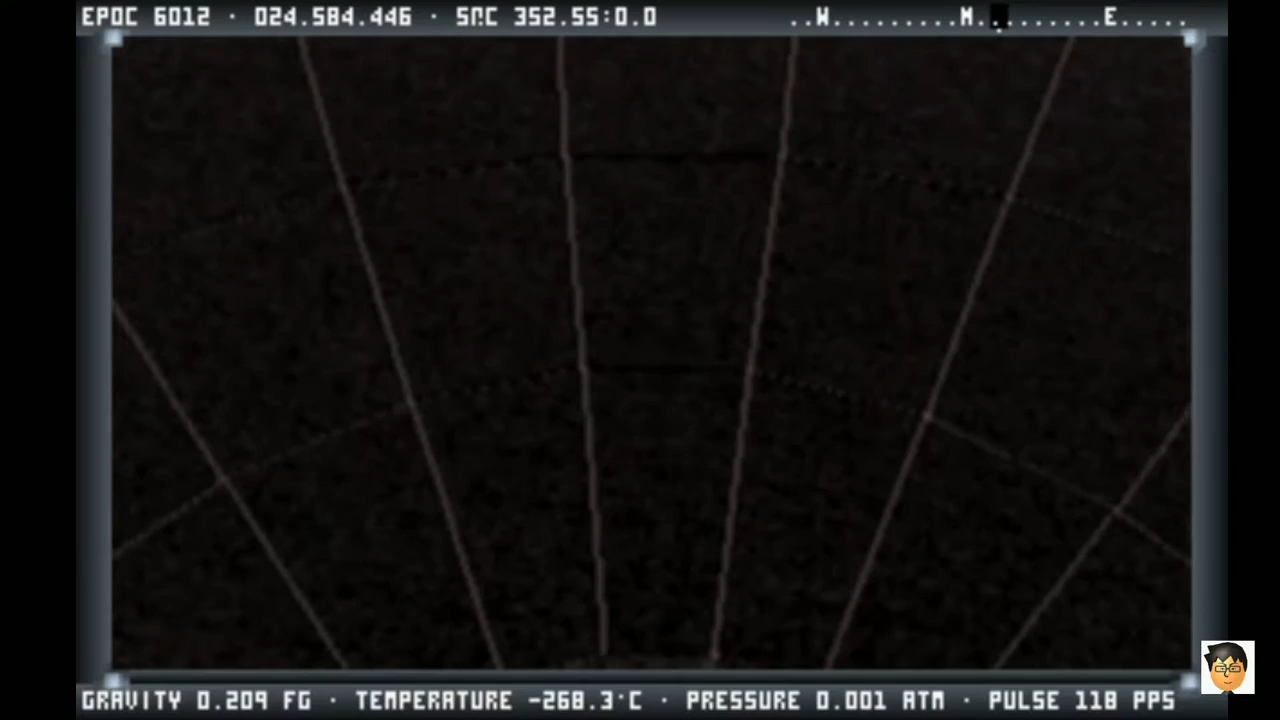 EPOC 6012 · 024.584.446 · SQC 352.55:0.0 ..W.........M.........E.....
GRAVITY 0.209 FG · TEMPERATURE -268.3°C · PRESSURE 0.001 ATM · PULSE 118 PPS